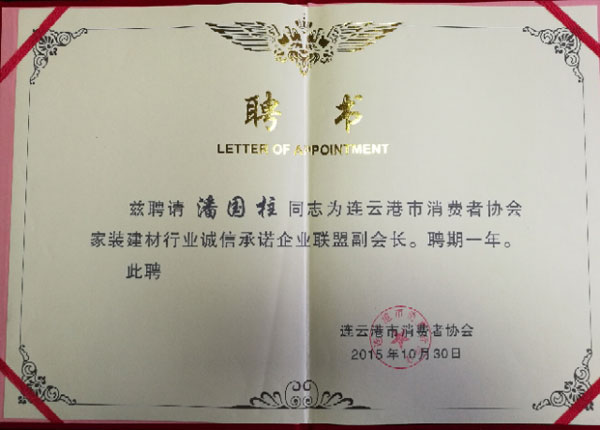 聘书
LETTER OF APPOINTMENT
兹聘请 潘国柱 同志为连云港市消费者协会
家装建材行业诚信承诺企业联盟副会长。聘期一年。
此聘
连云港市消费者协会
2015年10月30日